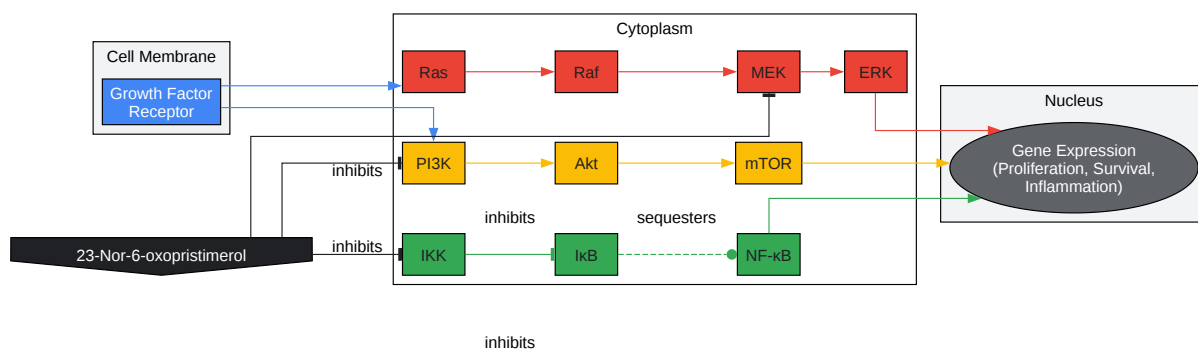 Cytoplasm
Cell Membrane
Growth Factor
Receptor
Ras
Raf
MEK
ERK
Nucleus
Gene Expression
(Proliferation, Survival,
Inflammation)
PI3K
Akt
mTOR
inhibits
inhibits
sequesters
inhibits
23-Nor-6-oxopristimerol
IKK
IκB
NF-κB
inhibits